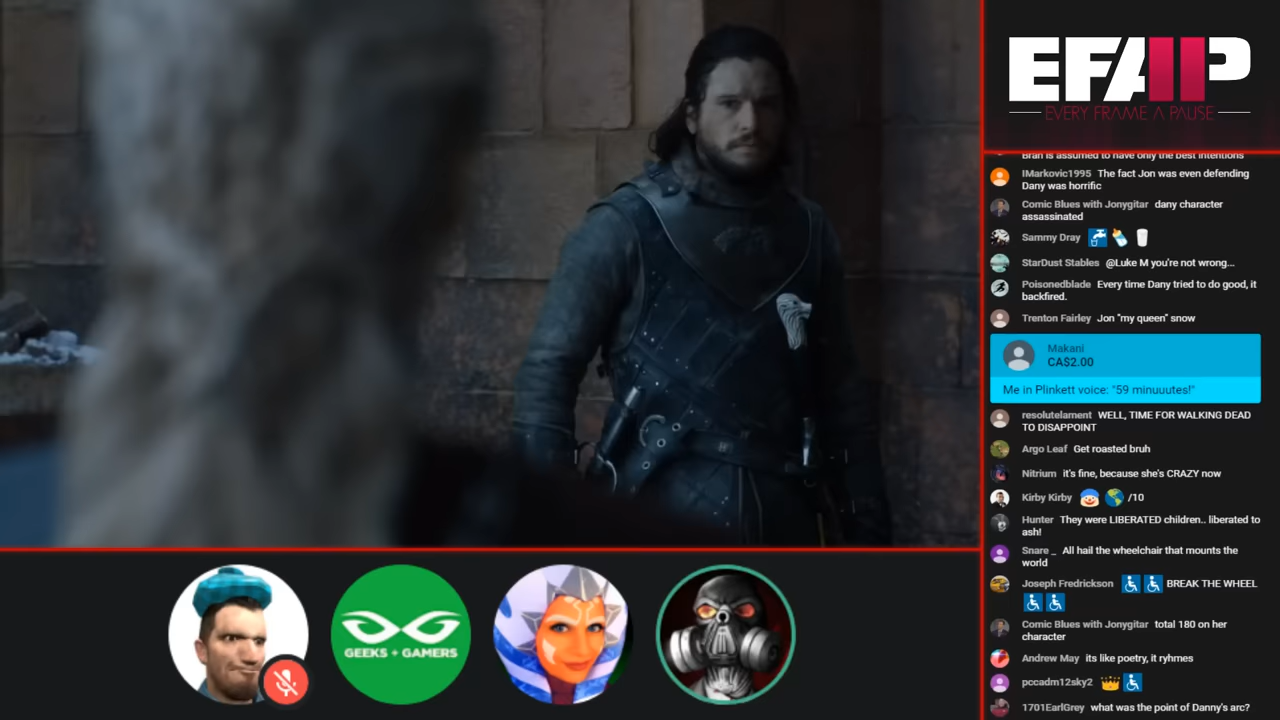 EFAP
EVERY FRAME A PAUSE
Bran is assumed to have only the best intentions
IMarkovic1995 The fact Jon was even defending
Dany was horrific
Comic Blues with Jonygitar dany character
assassinated
Sammy Dray
StarDust Stables @Luke M you're not wrong...
Poisonedblade Every time Dany tried to do good, it
backfired.
Trenton Fairley Jon "my queen" snow
Makani
CA$2.00
Me in Plinkett voice: "59 minuuutes!"
resolutelament WELL, TIME FOR WALKING DEAD
TO DISAPPOINT
Argo Leaf Get roasted bruh
Nitrium it's fine, because she's CRAZY now
Kirby Kirby 🤡 🌎 /10
Hunter They were LIBERATED children.. liberated to
ash!
Snare _ All hail the wheelchair that mounts the
world
Joseph Fredrickson ♿ ♿ BREAK THE WHEEL
♿ ♿
Comic Blues with Jonygitar total 180 on her
character
Andrew May its like poetry, it ryhmes
pccadm12sky2 👑 ♿
1701EarlGrey what was the point of Danny's arc?
GEEKS + GAMERS